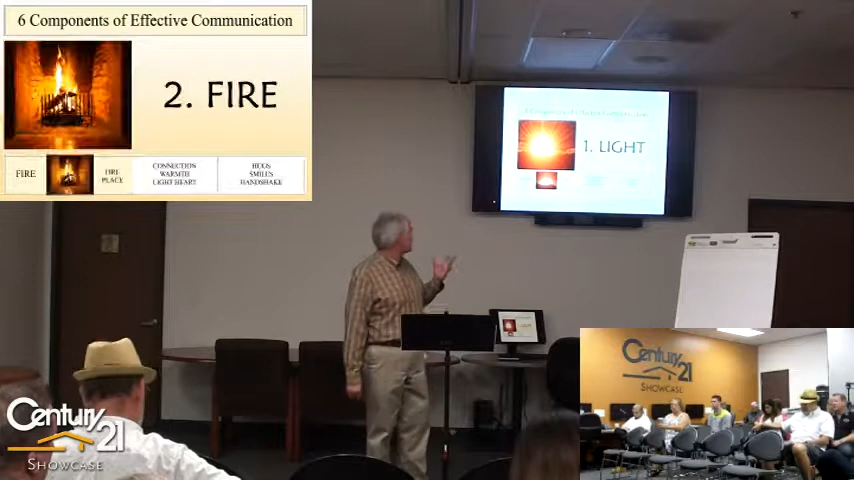 6 Components of Effective Communication
2. FIRE
FIRE
FIRE
PLACE
CONNECTION
WARMTH
LIGHT HEART
HUGS
SMILES
HANDSHAKE
1. LIGHT
Century 21
SHOWCASE
Century 21
SHOWCASE